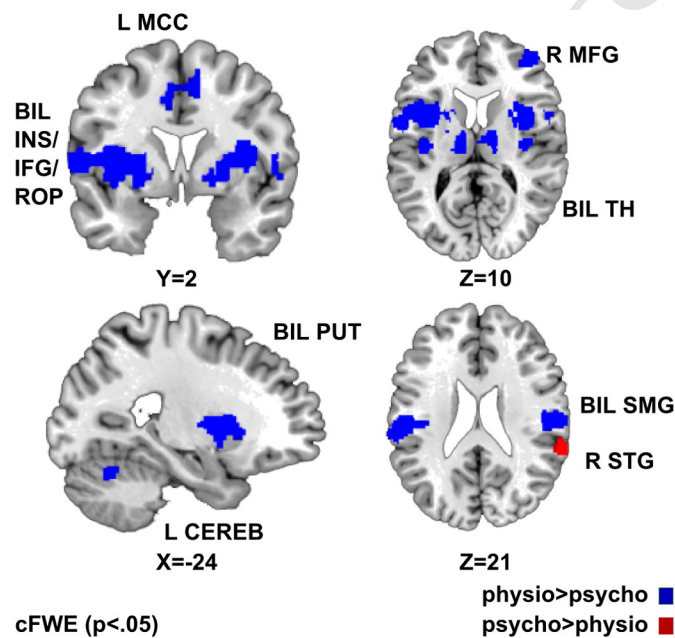 L MCC
R MFG
BIL
INS/
IFG/
ROP
BIL TH
Y=2
Z=10
BIL PUT
BIL SMG
R STG
L CEREB
X=-24
Z=21
physio>psycho
cFWE (p<.05)
psycho>physio